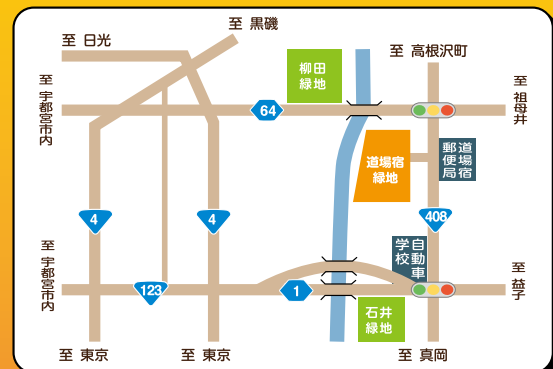 至 黒磯
至 日光
至 高根沢町
柳田
緑地
至 宇都宮市内
64
至 祖母井
道場宿
緑地
道場宿
郵便局
4
4
408
自動車
学校
至 宇都宮市内
123
1
至 益子
石井
緑地
至 東京
至 東京
至 真岡